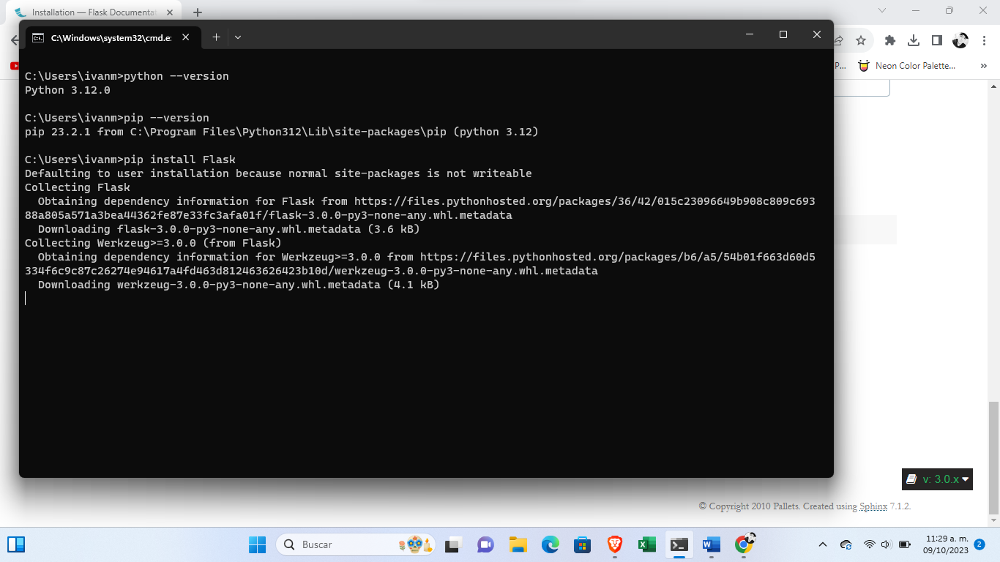 Installation — Flask Documentat
C:\Windows\system32\cmd.e:
P...
Neon Color Palette...
C:\Users\ivanm>python --version
Python 3.12.0
C:\Users\ivanm>pip --version
pip 23.2.1 from C:\Program Files\Python312\Lib\site-packages\pip (python 3.12)
C:\Users\ivanm>pip install Flask
Defaulting to user installation because normal site-packages is not writeable
Collecting Flask
  Obtaining dependency information for Flask from https://files.pythonhosted.org/packages/36/42/015c23096649b908c809c693
88a805a571a3bea44362fe87e33fc3afa01f/flask-3.0.0-py3-none-any.whl.metadata
  Downloading flask-3.0.0-py3-none-any.whl.metadata (3.6 kB)
Collecting Werkzeug>=3.0.0 (from Flask)
  Obtaining dependency information for Werkzeug>=3.0.0 from https://files.pythonhosted.org/packages/b6/a5/54b01f663d60d5
334f6c9c87c26274e94617a4fd463d812463626423b10d/werkzeug-3.0.0-py3-none-any.whl.metadata
  Downloading werkzeug-3.0.0-py3-none-any.whl.metadata (4.1 kB)
v: 3.0.x
© Copyright 2010 Pallets. Created using Sphinx 7.1.2.
Buscar
11:29 a. m.
09/10/2023
2